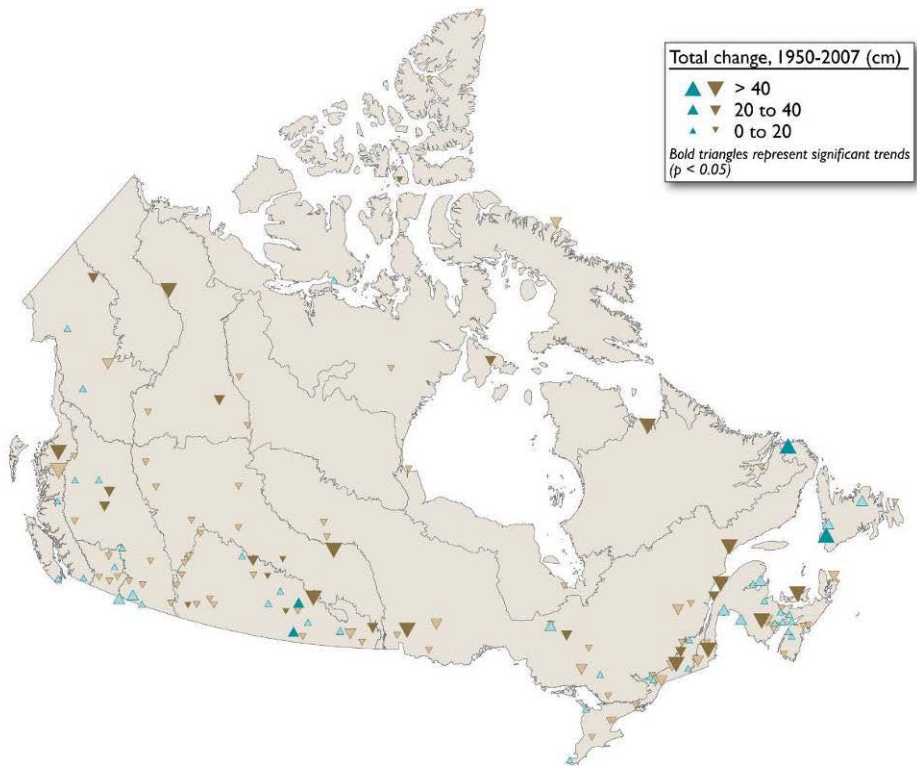 Total change, 1950-2007 (cm)
> 40
20 to 40
0 to 20
Bold triangles represent significant trends
(p < 0.05)